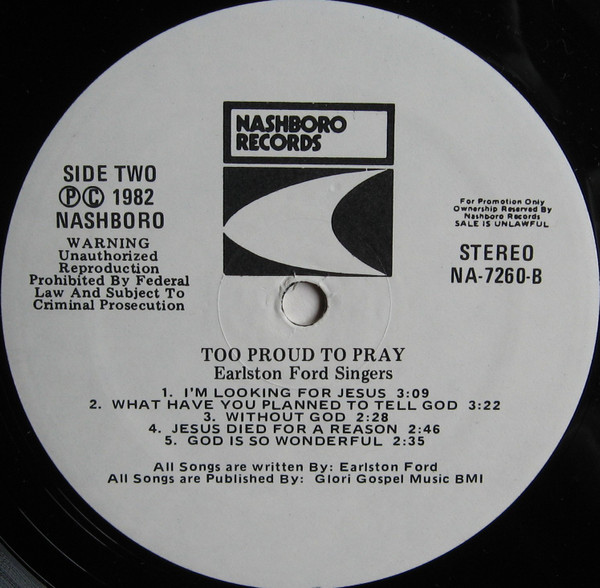 NASHBORO
RECORDS
SIDE TWO
Ⓟ© 1982
NASHBORO
WARNING
Unauthorized
Reproduction
Prohibited By Federal
Law And Subject To
Criminal Prosecution
For Promotion Only
Ownership Reserved By
Nashboro Records
SALE IS UNLAWFUL
STEREO
NA-7260-B
TOO PROUD TO PRAY
Earlston Ford Singers
1. I'M LOOKING FOR JESUS 3:09
2. WHAT HAVE YOU PLANNED TO TELL GOD 3:22
3. WITHOUT GOD 2:28
4. JESUS DIED FOR A REASON 2:46
5. GOD IS SO WONDERFUL 2:35
All Songs are written By: Earlston Ford
All Songs are Published By: Glori Gospel Music BMI